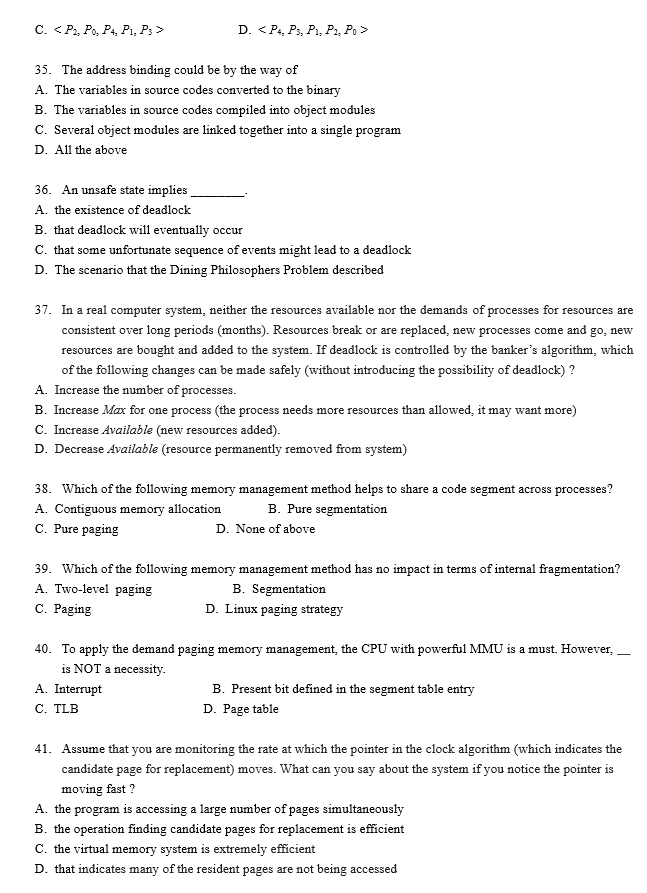 C. < P2, P0, P4, P1, P3 > D. < P4, P3, P1, P2, P0 >
35. The address binding could be by the way of
A. The variables in source codes converted to the binary
B. The variables in source codes compiled into object modules
C. Several object modules are linked together into a single program
D. All the above
36. An unsafe state implies ________.
A. the existence of deadlock
B. that deadlock will eventually occur
C. that some unfortunate sequence of events might lead to a deadlock
D. The scenario that the Dining Philosophers Problem described
37. In a real computer system, neither the resources available nor the demands of processes for resources are
consistent over long periods (months). Resources break or are replaced, new processes come and go, new
resources are bought and added to the system. If deadlock is controlled by the banker's algorithm, which
of the following changes can be made safely (without introducing the possibility of deadlock) ?
A. Increase the number of processes.
B. Increase Max for one process (the process needs more resources than allowed, it may want more)
C. Increase Available (new resources added).
D. Decrease Available (resource permanently removed from system)
38. Which of the following memory management method helps to share a code segment across processes?
A. Contiguous memory allocation B. Pure segmentation
C. Pure paging D. None of above
39. Which of the following memory management method has no impact in terms of internal fragmentation?
A. Two-level paging B. Segmentation
C. Paging D. Linux paging strategy
40. To apply the demand paging memory management, the CPU with powerful MMU is a must. However, __
is NOT a necessity.
A. Interrupt B. Present bit defined in the segment table entry
C. TLB D. Page table
41. Assume that you are monitoring the rate at which the pointer in the clock algorithm (which indicates the
candidate page for replacement) moves. What can you say about the system if you notice the pointer is
moving fast ?
A. the program is accessing a large number of pages simultaneously
B. the operation finding candidate pages for replacement is efficient
C. the virtual memory system is extremely efficient
D. that indicates many of the resident pages are not being accessed